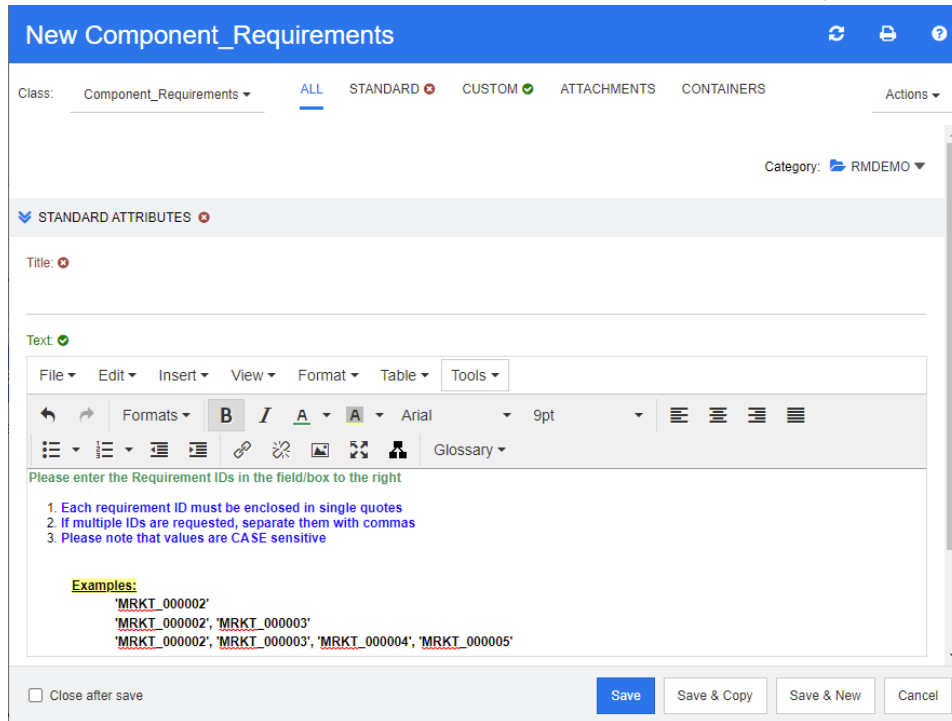 New Component_Requirements
Class: Component_Requirements ALL STANDARD CUSTOM ATTACHMENTS CONTAINERS Actions
Category: RMDEMO
STANDARD ATTRIBUTES
Title:
Text:
File Edit Insert View Format Table Tools
Formats B I A A Arial 9pt
Glossary
Please enter the Requirement IDs in the field/box to the right
1. Each requirement ID must be enclosed in single quotes
2. If multiple IDs are requested, separate them with commas
3. Please note that values are CASE sensitive
Examples:
'MRKT_000002'
'MRKT_000002', 'MRKT_000003'
'MRKT_000002', 'MRKT_000003', 'MRKT_000004', 'MRKT_000005'
Close after save Save Save & Copy Save & New Cancel